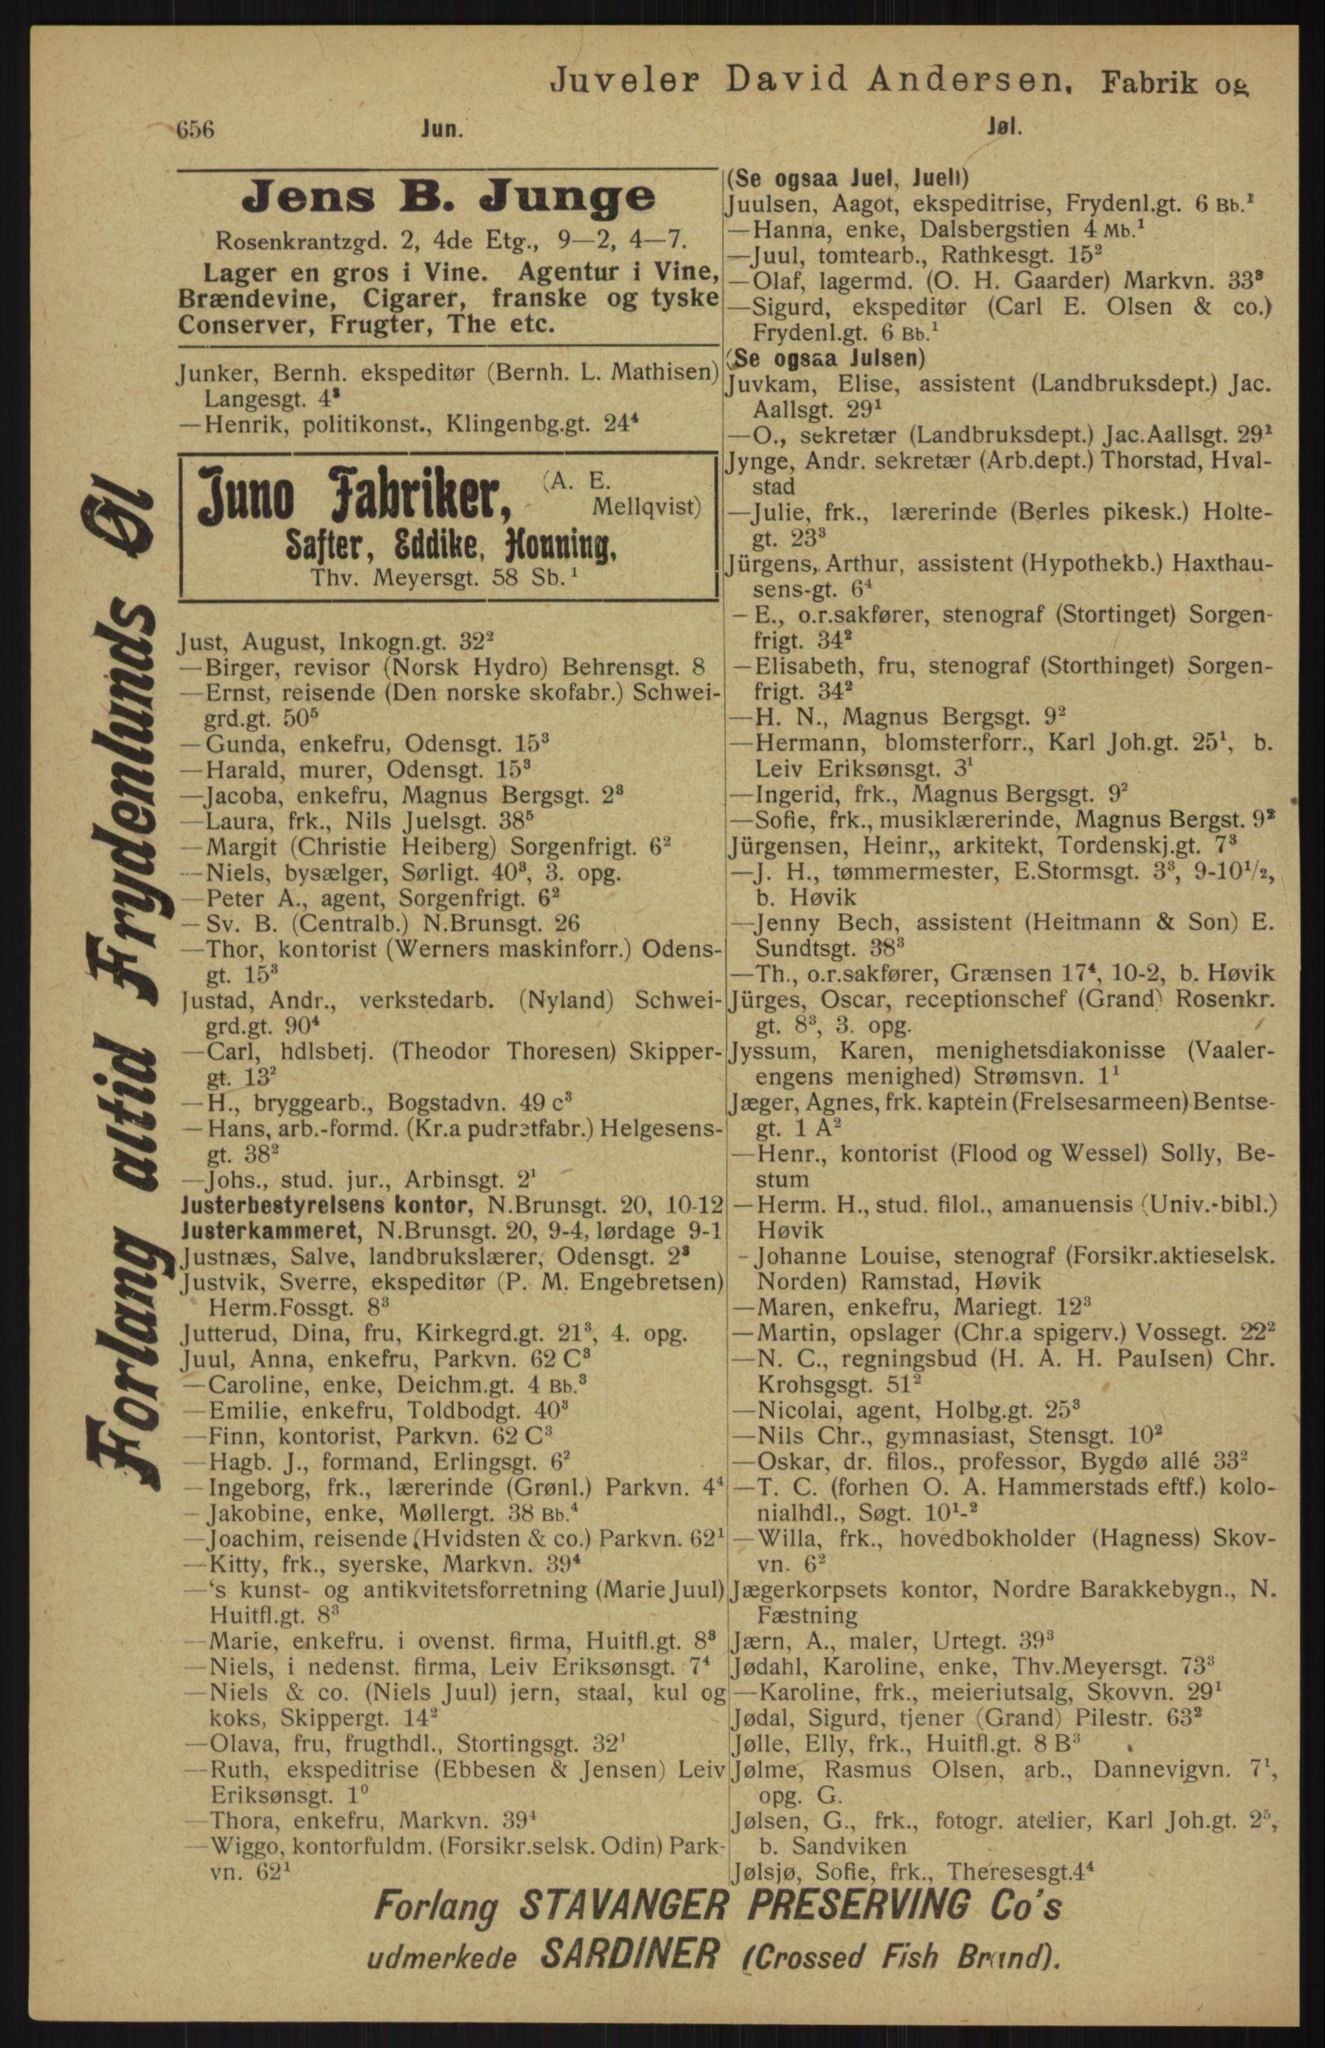 Juveler David Andersen, Fabrik og
656 Jun. Jøl.
Jens B. Junge
Rosenkrantzgd. 2, 4de Etg., 9—2, 4—7.
Lager en gros i Vine. Agentur i Vine,
Brændevine, Cigarer, franske og tyske
Conserver, Frugter, The etc.
Junker, Bernh. ekspeditør (Bernh. L. Mathisen)
Langesgt. 4³
—Henrik, politikonst., Klingenbg.gt. 24⁴
Juno Fabriker, (A. E.
Mellqvist)
Safter, Eddike, Honning,
Thv. Meyersgt. 58 Sb.¹
Just, August, Inkogn.gt. 32²
—Birger, revisor (Norsk Hydro) Behrensgt. 8
—Ernst, reisende (Den norske skofabr.) Schwei-
grd.gt. 50⁵
—Gunda, enkefru, Odensgt. 15³
—Harald, murer, Odensgt. 15³
—Jacoba, enkefru, Magnus Bergsgt. 2³
—Laura, frk., Nils Juelsgt. 38⁵
—Margit (Christie Heiberg) Sorgenfrigt. 6²
—Niels, bysælger, Sørligt. 40³, 3. opg.
—Peter A., agent, Sorgenfrigt. 6²
—Sv. B. (Centralb.) N.Brunsgt. 26
—Thor, kontorist (Werners maskinforr.) Odens-
gt. 15³
Justad, Andr., verkstedarb. (Nyland) Schwei-
grd.gt. 90⁴
—Carl, hdlsbetj. (Theodor Thoresen) Skipper-
gt. 13²
—H., bryggearb., Bogstadvn. 49 c³
—Hans, arb.-formd. (Kr.a pudretfabr.) Helgesens-
gt. 38²
—Johs., stud. jur., Arbinsgt. 2¹
Justerbestyrelsens kontor, N.Brunsgt. 20, 10-12
Justerkammeret, N.Brunsgt. 20, 9-4, lørdage 9-1
Justnæs, Salve, landbrukslærer, Odensgt. 2³
Justvik, Sverre, ekspeditør (P. M. Engebretsen)
Herm.Fossgt. 8³
Jutterud, Dina, fru, Kirkegrd.gt. 21³, 4. opg.
Juul, Anna, enkefru, Parkvn. 62 C³
—Caroline, enke, Deichm.gt. 4 Bb.³
—Emilie, enkefru, Toldbodgt. 40³
—Finn, kontorist, Parkvn. 62 C³
—Hagb. J., formand, Erlingsgt. 6²
—Ingeborg, frk., lærerinde (Grønl.) Parkvn. 4⁴
—Jakobine, enke, Møllergt. 38 Bb.⁴
—Joachim, reisende (Hvidsten & co.) Parkvn. 62¹
—Kitty, frk., syerske, Markvn. 39⁴
—'s kunst- og antikvitetsforretning (Marie Juul)
Huitfl.gt. 8³
—Marie, enkefru. i ovenst. firma, Huitfl.gt. 8³
—Niels, i nedenst. firma, Leiv Eriksønsgt. 7⁴
—Niels & co. (Niels Juul) jern, staal, kul og
koks, Skippergt. 14²
—Olava, fru, frugthdl., Stortingsgt. 32¹
—Ruth, ekspeditrise (Ebbesen & Jensen) Leiv
Eriksønsgt. 1⁰
—Thora, enkefru, Markvn. 39⁴
—Wiggo, kontorfuldm. (Forsikr.selsk. Odin) Park-
vn. 62¹
(Se ogsaa Juel, Juell)
Juulsen, Aagot, ekspeditrise, Frydenl.gt. 6 Bb.¹
—Hanna, enke, Dalsbergstien 4 Mb.¹
—Juul, tomtearb., Rathkesgt. 15²
—Olaf, lagermd. (O. H. Gaarder) Markvn. 33³
—Sigurd, ekspeditør (Carl E. Olsen & co.)
Frydenl.gt. 6 Bb.¹
(Se ogsaa Julsen)
Juvkam, Elise, assistent (Landbruksdept.) Jac.
Aallsgt. 29¹
—O., sekretær (Landbruksdept.) Jac.Aallsgt. 29¹
Jynge, Andr. sekretær (Arb.dept.) Thorstad, Hval-
stad
—Julie, frk., lærerinde (Berles pikesk.) Holte-
gt. 23³
Jürgens, Arthur, assistent (Hypothekb.) Haxthau-
sens-gt. 6⁴
—E., o.r.sakfører, stenograf (Stortinget) Sorgen-
frigt. 34²
—Elisabeth, fru, stenograf (Storthinget) Sorgen-
frigt. 34²
—H. N., Magnus Bergsgt. 9²
—Hermann, blomsterforr., Karl Joh.gt. 25¹, b.
Leiv Eriksønsgt. 3¹
—Ingerid, frk., Magnus Bergsgt. 9²
—Sofie, frk., musiklærerinde, Magnus Bergst. 9²
Jürgensen, Heinr,, arkitekt, Tordenskj.gt. 7³
—J. H., tømmermester, E.Stormsgt. 3³, 9-10½,
b. Høvik
—Jenny Bech, assistent (Heitmann & Son) E.
Sundtsgt. 38³
—Th., o.r.sakfører, Grænsen 17⁴, 10-2, b. Høvik
Jürges, Oscar, receptionschef (Grand) Rosenkr.
gt. 8³, 3. opg.
Jyssum, Karen, menighetsdiakonisse (Vaaler-
engens menighed) Strømsvn. 1¹
Jæger, Agnes, frk. kaptein (Frelsesarmeen) Bentse-
gt. 1 A²
—Henr., kontorist (Flood og Wessel) Solly, Be-
stum
—Herm. H., stud. filol., amanuensis (Univ.-bibl.)
Høvik
-Johanne Louise, stenograf (Forsikr.aktieselsk.
Norden) Ramstad, Høvik
—Maren, enkefru, Mariegt. 12³
—Martin, opslager (Chr.a spigerv.) Vossegt. 22²
—N. C., regningsbud (H. A. H. Paulsen) Chr.
Krohsgsgt. 51²
—Nicolai, agent, Holbg.gt. 25³
—Nils Chr., gymnasiast, Stensgt. 10²
—Oskar, dr. filos., professor, Bygdø allé 33²
—T. C. (forhen O. A. Hammerstads eftf.) kolo-
nialhdl., Søgt. 10¹-²
—Willa, frk., hovedbokholder (Hagness) Skov-
vn. 6²
Jægerkorpsets kontor, Nordre Barakkebygn., N.
Fæstning
Jærn, A., maler, Urtegt. 39³
Jødahl, Karoline, enke, Thv.Meyersgt. 73³
—Karoline, frk., meieriutsalg, Skovvn. 29¹
Jødal, Sigurd, tjener (Grand) Pilestr. 63²
Jølle, Elly, frk., Huitfl.gt. 8 B³
Jølme, Rasmus Olsen, arb., Dannevigvn. 7¹,
opg. G.
Jølsen, G., frk., fotogr. atelier, Karl Joh.gt. 2⁵,
b. Sandviken
Jølsjø, Sofie, frk., Theresesgt.4⁴
Forlang altid Frydenlunds Øl
Forlang STAVANGER PRESERVING Co's
udmerkede SARDINER (Crossed Fish Brand).